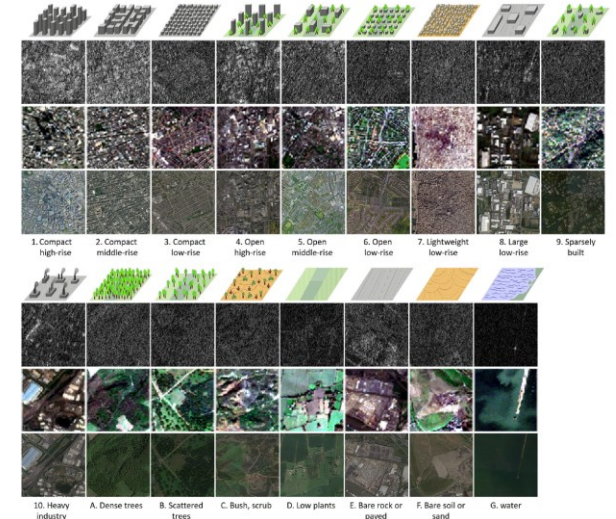 1. Compact high-rise
2. Compact middle-rise
3. Compact low-rise
4. Open high-rise
5. Open middle-rise
6. Open low-rise
7. Lightweight low-rise
8. Large low-rise
9. Sparsely built
10. Heavy industry
A. Dense trees
B. Scattered trees
C. Bush, scrub
D. Low plants
E. Bare rock or paved
F. Bare soil or sand
G. water